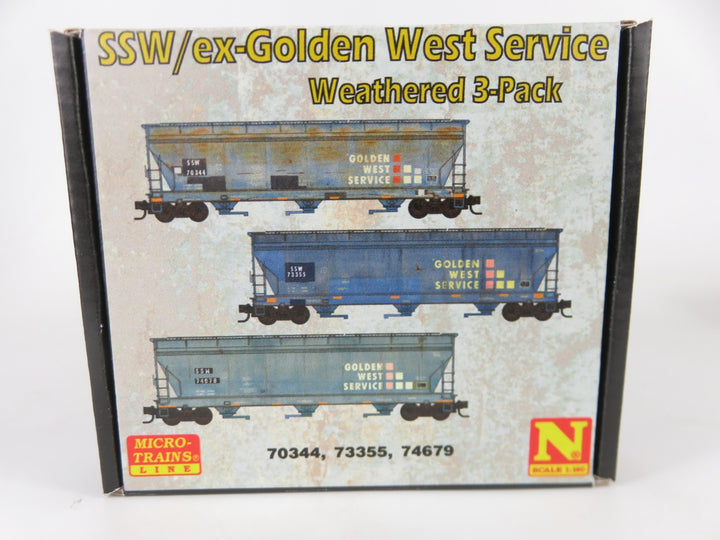 SSW/ex-Golden West Service
Weathered 3-Pack
SSW
70344
GOLDEN
WEST
SERVICE
SSW
73355
GOLDEN
WEST
SERVICE
SSW
74679
GOLDEN
WEST
SERVICE
MICRO-
TRAINS®
LINE
70344, 73355, 74679
N®
SCALE 1:160